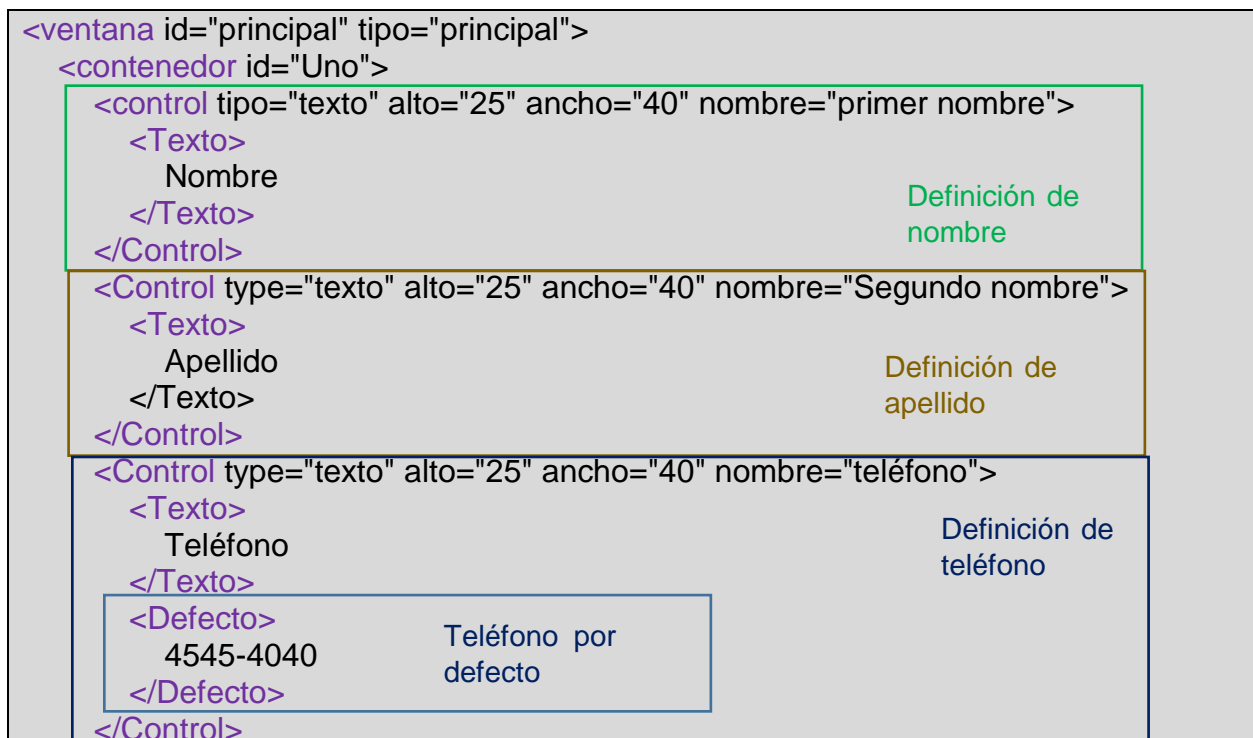 <ventana id="principal" tipo="principal">
<contenedor id="Uno">
<control tipo="texto" alto="25" ancho="40" nombre="primer nombre">
<Texto>
Nombre
</Texto>
</Control>
Definición de
nombre
<Control type="texto" alto="25" ancho="40" nombre="Segundo nombre">
<Texto>
Apellido
</Texto>
</Control>
Definición de
apellido
<Control type="texto" alto="25" ancho="40" nombre="teléfono">
<Texto>
Teléfono
</Texto>
Definición de
teléfono
<Defecto>
4545-4040
</Defecto>
Teléfono por
defecto
</Control>